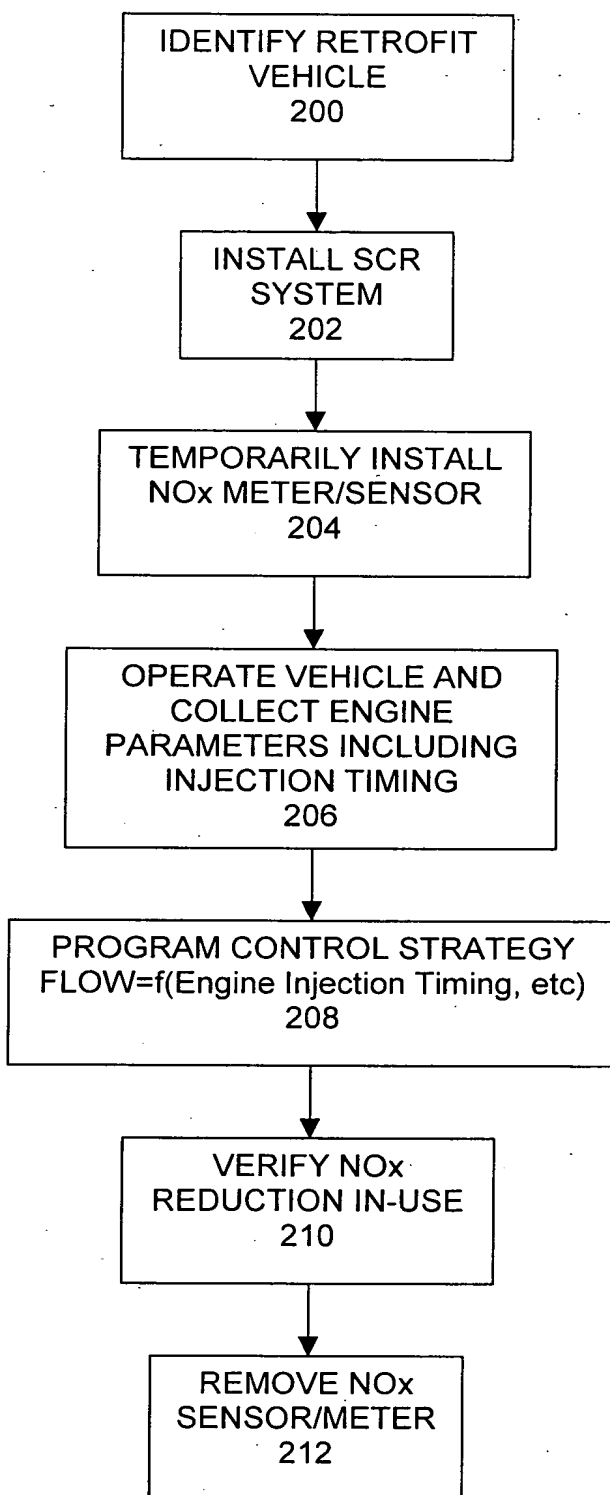 IDENTIFY RETROFIT
VEHICLE
200
INSTALL SCR
SYSTEM
202
TEMPORARILY INSTALL
NOx METER/SENSOR
204
OPERATE VEHICLE AND
COLLECT ENGINE
PARAMETERS INCLUDING
INJECTION TIMING
206
PROGRAM CONTROL STRATEGY
FLOW=f(Engine Injection Timing, etc)
208
VERIFY NOx
REDUCTION IN-USE
210
REMOVE NOx
SENSOR/METER
212